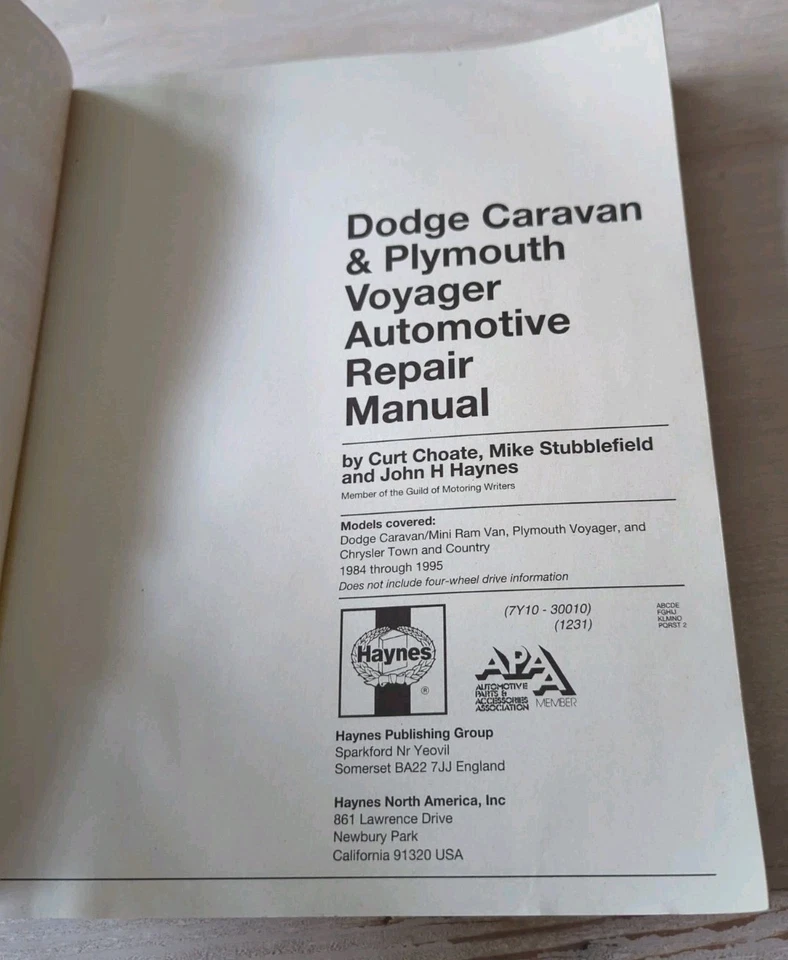 Dodge Caravan
& Plymouth
Voyager
Automotive
Repair
Manual
by Curt Choate, Mike Stubblefield
and John H Haynes
Member of the Guild of Motoring Writers
Models covered:
Dodge Caravan/Mini Ram Van, Plymouth Voyager, and
Chrysler Town and Country
1984 through 1995
Does not include four-wheel drive information
(7Y10 - 30010)
(1231)
ABCDE
FGHIJ
KLMNO
PQRST 2
Haynes
®
APAA
AUTOMOTIVE
PARTS &
ACCESSORIES
ASSOCIATION
MEMBER
Haynes Publishing Group
Sparkford Nr Yeovil
Somerset BA22 7JJ England
Haynes North America, Inc
861 Lawrence Drive
Newbury Park
California 91320 USA